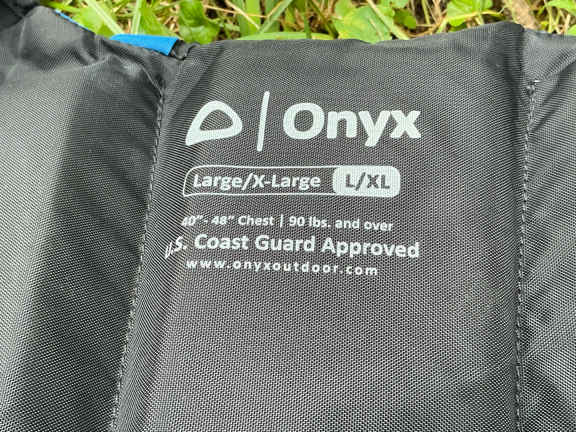 Onyx
Large/X-Large L/XL
40"- 48" Chest | 90 lbs. and over
U.S. Coast Guard Approved
www.onyxoutdoor.com